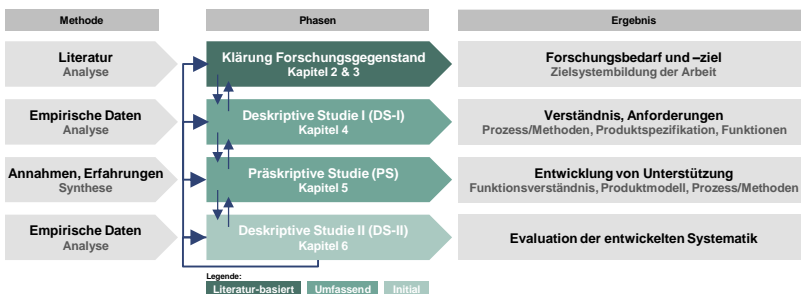 Methode
Phasen
Ergebnis
Literatur
Analyse
Klärung Forschungsgegenstand
Kapitel 2 & 3
Forschungsbedarf und –ziel
Zielsystembildung der Arbeit
Empirische Daten
Analyse
Deskriptive Studie I (DS-I)
Kapitel 4
Verständnis, Anforderungen
Prozess/Methoden, Produktspezifikation, Funktionen
Annahmen, Erfahrungen
Synthese
Präskriptive Studie (PS)
Kapitel 5
Entwicklung von Unterstützung
Funktionsverständnis, Produktmodell, Prozess/Methoden
Empirische Daten
Analyse
Deskriptive Studie II (DS-II)
Kapitel 6
Evaluation der entwickelten Systematik
Legende:
Literatur-basiert
Umfassend
Initial